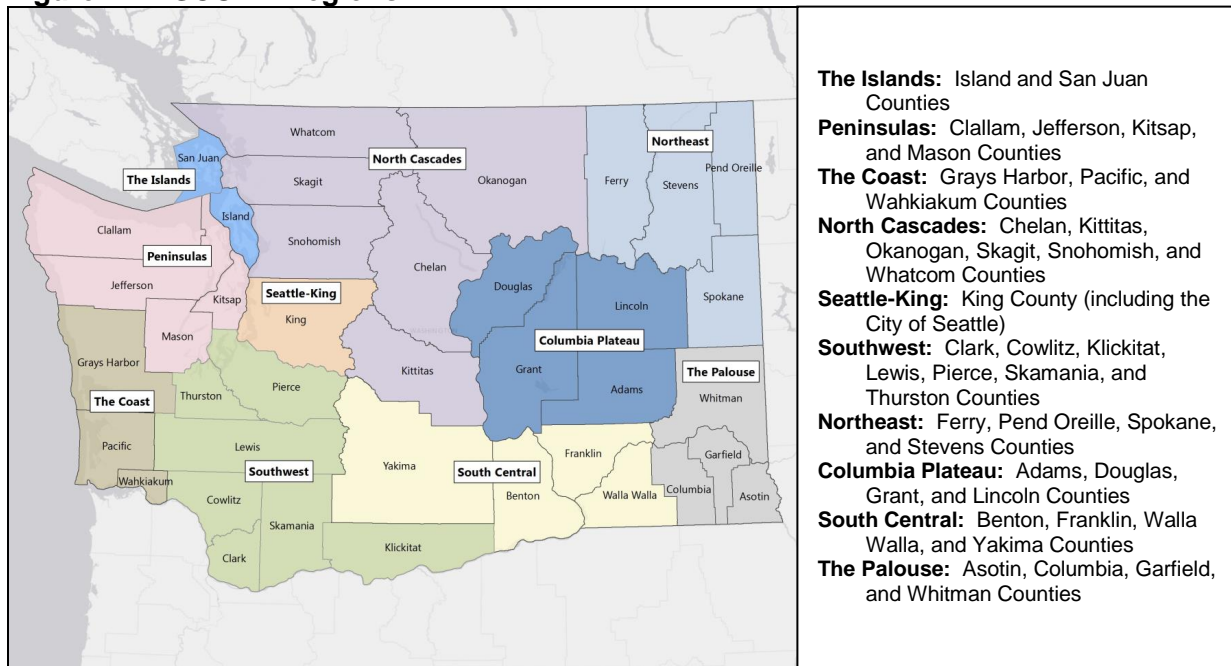 Whatcom
San Juan
North Cascades
Northeast
Pend Oreille
The Islands
Skagit
Okanogan
Ferry
Stevens
Island
Clallam
Snohomish
Peninsulas
Chelan
Jefferson
Kitsap
Seattle-King
Douglas
Lincoln
Spokane
King
Mason
Columbia Plateau
Grays Harbor
Kittitas
Grant
Adams
The Palouse
Pierce
Whitman
The Coast
Thurston
Pacific
Lewis
Southwest
Yakima
South Central
Franklin
Garfield
Wahkiakum
Benton
Walla Walla
Columbia
Asotin
Cowlitz
Skamania
Klickitat
Clark
The Islands: Island and San Juan
Counties
Peninsulas: Clallam, Jefferson, Kitsap,
and Mason Counties
The Coast: Grays Harbor, Pacific, and
Wahkiakum Counties
North Cascades: Chelan, Kittitas,
Okanogan, Skagit, Snohomish, and
Whatcom Counties
Seattle-King: King County (including the
City of Seattle)
Southwest: Clark, Cowlitz, Klickitat,
Lewis, Pierce, Skamania, and
Thurston Counties
Northeast: Ferry, Pend Oreille, Spokane,
and Stevens Counties
Columbia Plateau: Adams, Douglas,
Grant, and Lincoln Counties
South Central: Benton, Franklin, Walla
Walla, and Yakima Counties
The Palouse: Asotin, Columbia, Garfield,
and Whitman Counties